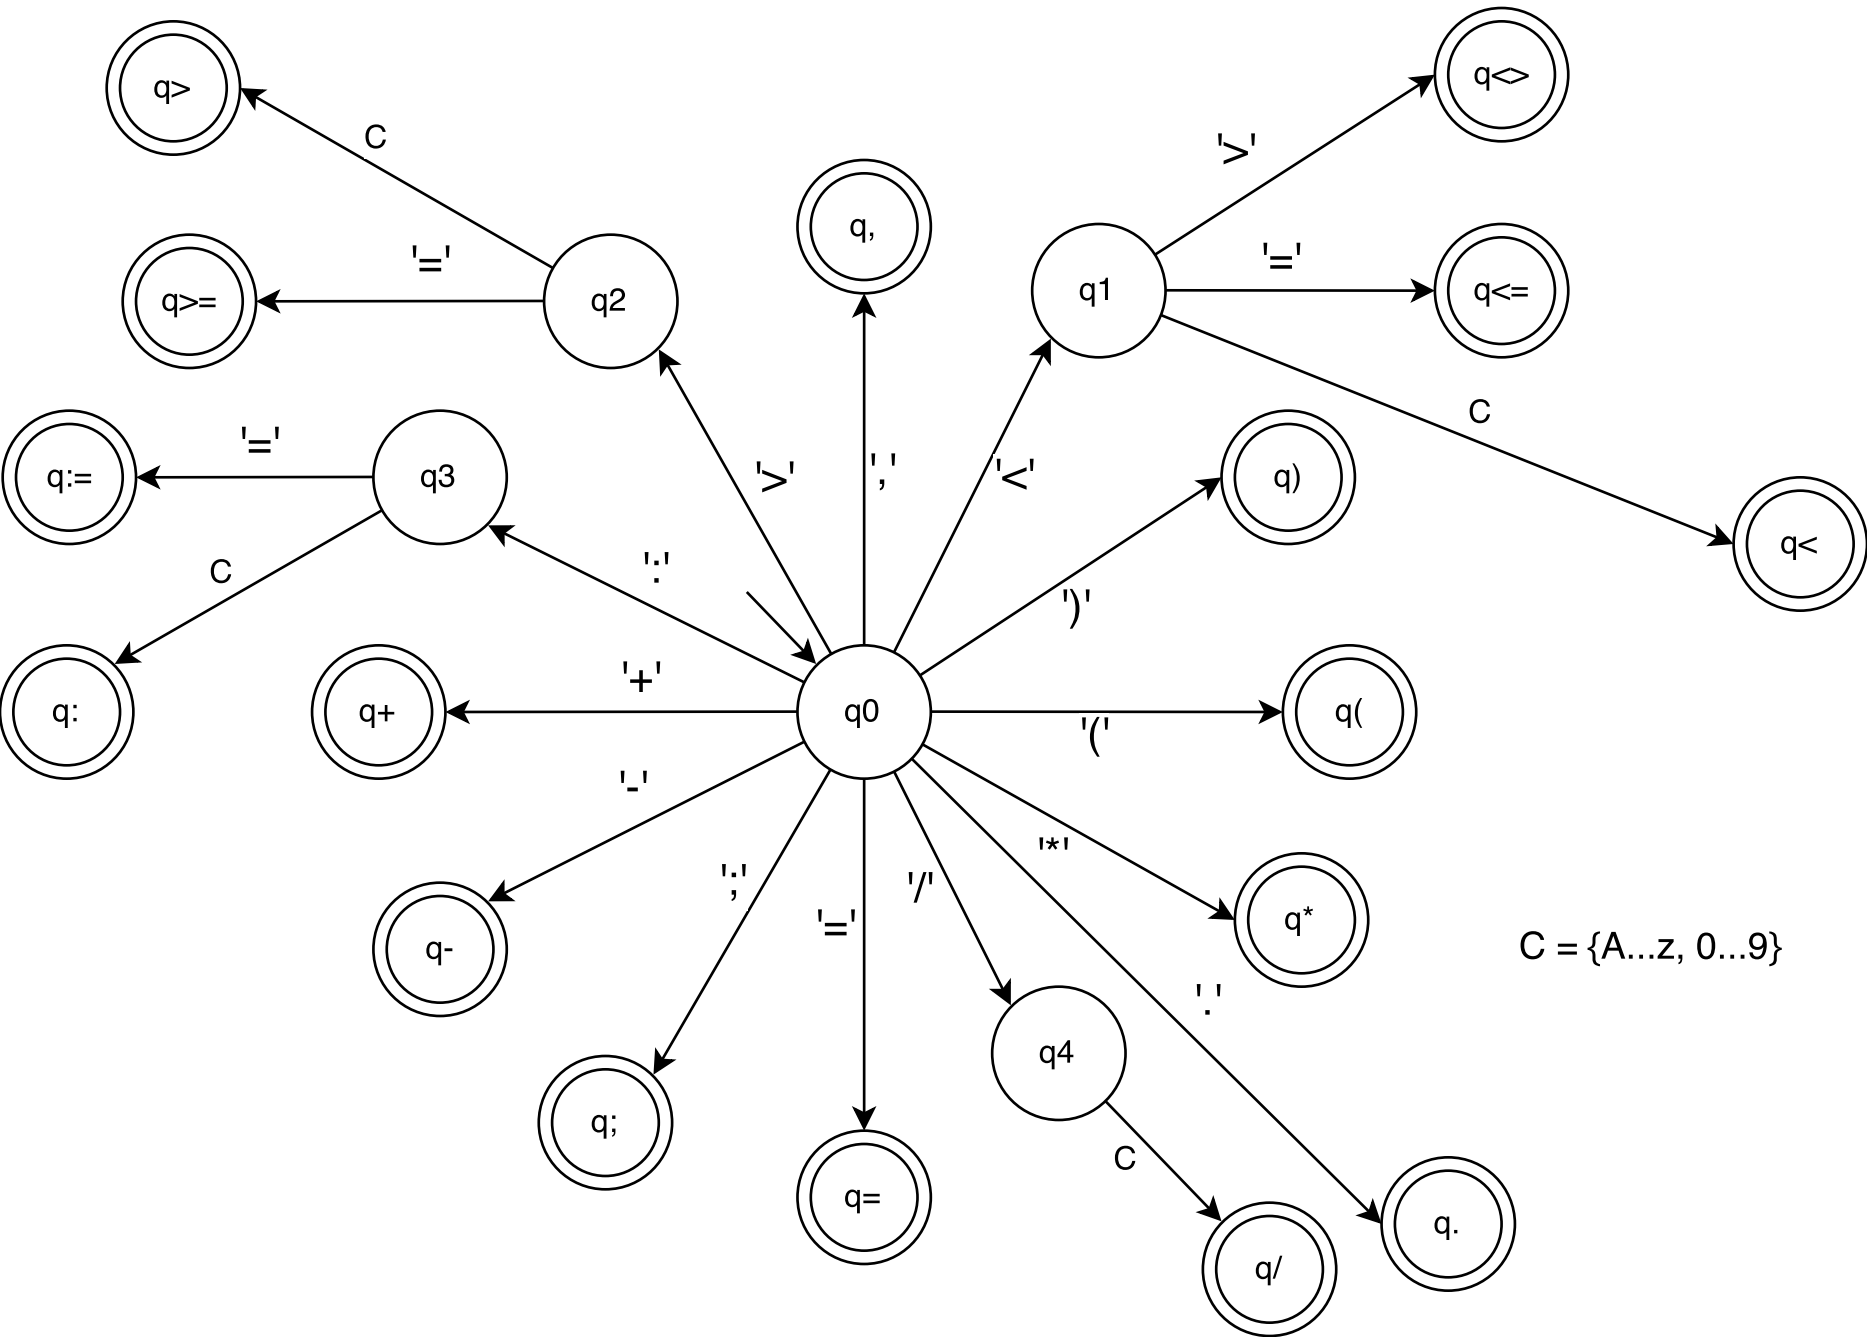 q<>
q>
C
'>'
q,
'='
'='
q>=
q2
q1
q<=
C
'='
q:=
q3
'>'
','
'<'
q)
q<
C
':'
')'
'+'
q:
q+
q0
'('
q(
'-'
'*'
';'
'/'
'='
q*
q-
C = {A...z, 0...9}
'.'
q4
q;
C
q=
q.
q/